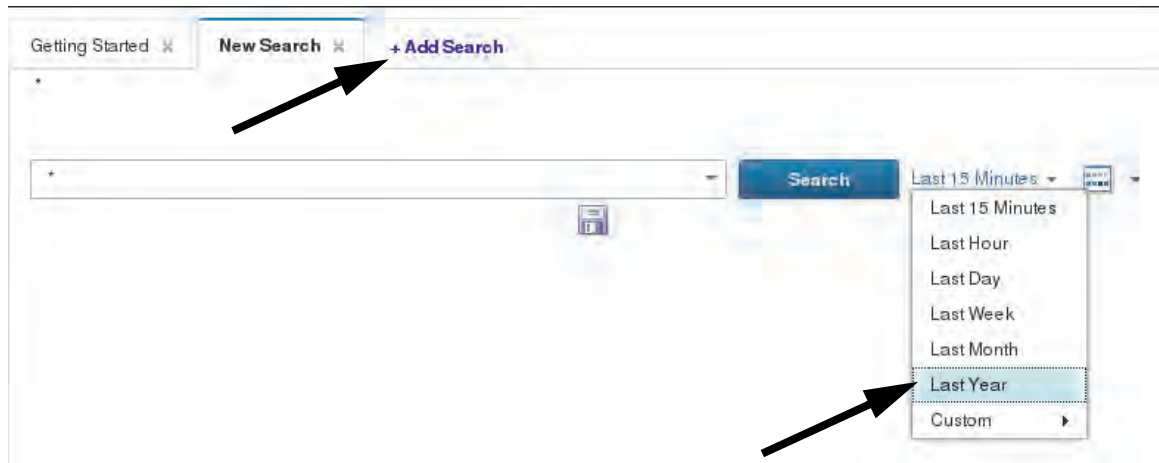 Getting Started × New Search × + Add Search
*
* Search Last 15 Minutes
Last 15 Minutes
Last Hour
Last Day
Last Week
Last Month
Last Year
Custom